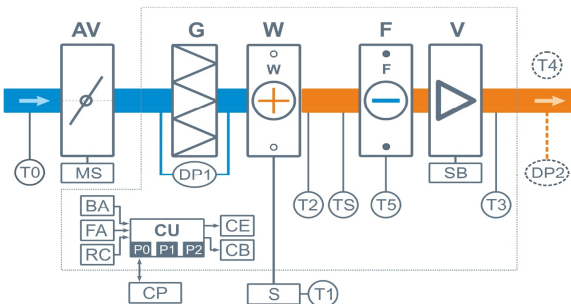 AV G W F V
W F T4
T0 MS DP1 T2 TS T5 SB T3 DP2
BA CU CE
FA
RC P0 P1 P2 CB
CP S T1